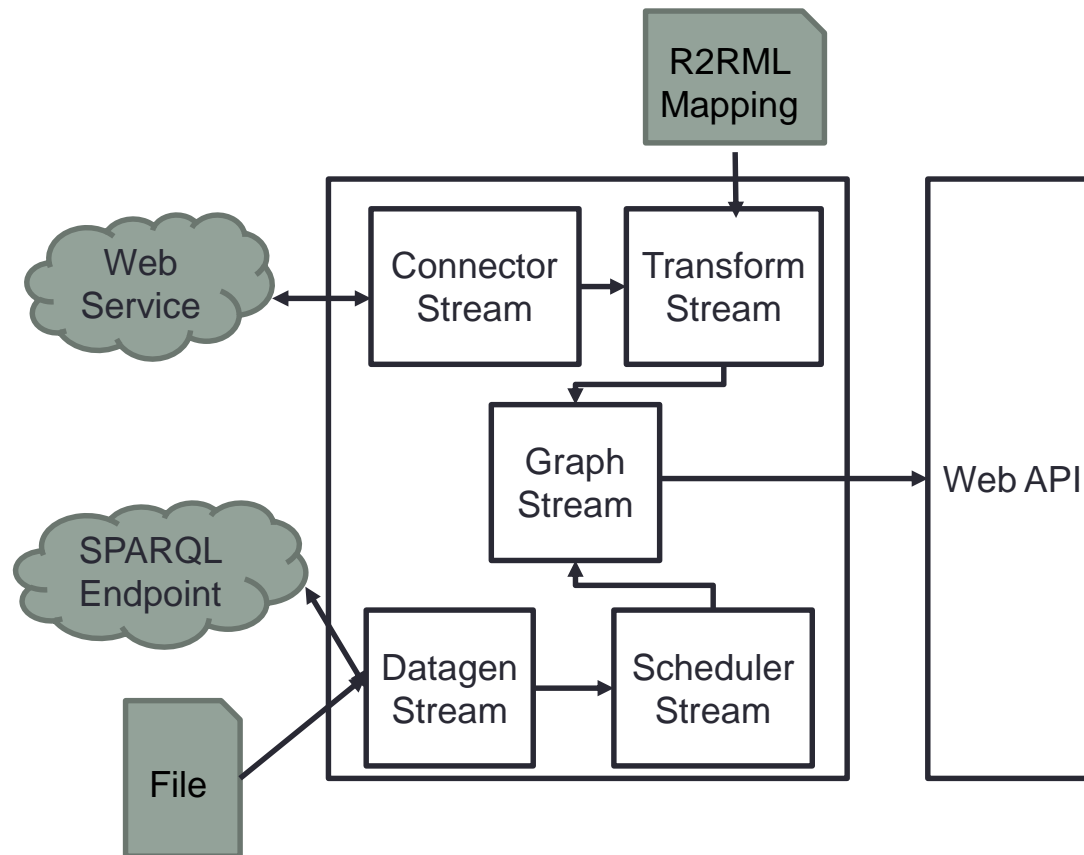 R2RML
Mapping
Web
Service
Connector
Stream
Transform
Stream
Graph
Stream
Web API
SPARQL
Endpoint
Datagen
Stream
Scheduler
Stream
File